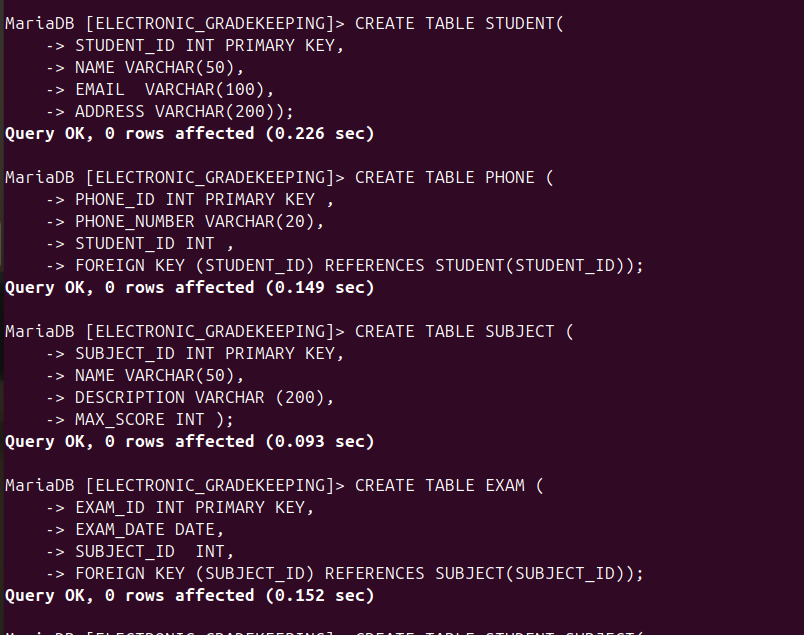 MariaDB [ELECTRONIC_GRADEKEEPING]> CREATE TABLE STUDENT(
    -> STUDENT_ID INT PRIMARY KEY,
    -> NAME VARCHAR(50),
    -> EMAIL  VARCHAR(100),
    -> ADDRESS VARCHAR(200));
Query OK, 0 rows affected (0.226 sec)

MariaDB [ELECTRONIC_GRADEKEEPING]> CREATE TABLE PHONE (
    -> PHONE_ID INT PRIMARY KEY ,
    -> PHONE_NUMBER VARCHAR(20),
    -> STUDENT_ID INT ,
    -> FOREIGN KEY (STUDENT_ID) REFERENCES STUDENT(STUDENT_ID));
Query OK, 0 rows affected (0.149 sec)

MariaDB [ELECTRONIC_GRADEKEEPING]> CREATE TABLE SUBJECT (
    -> SUBJECT_ID INT PRIMARY KEY,
    -> NAME VARCHAR(50),
    -> DESCRIPTION VARCHAR (200),
    -> MAX_SCORE INT );
Query OK, 0 rows affected (0.093 sec)

MariaDB [ELECTRONIC_GRADEKEEPING]> CREATE TABLE EXAM (
    -> EXAM_ID INT PRIMARY KEY,
    -> EXAM_DATE DATE,
    -> SUBJECT_ID  INT,
    -> FOREIGN KEY (SUBJECT_ID) REFERENCES SUBJECT(SUBJECT_ID));
Query OK, 0 rows affected (0.152 sec)